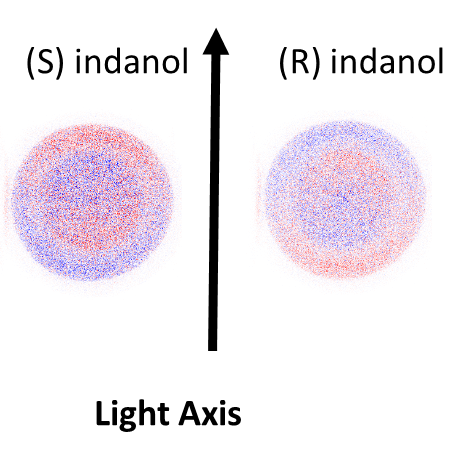 (S) indanol
(R) indanol
Light Axis